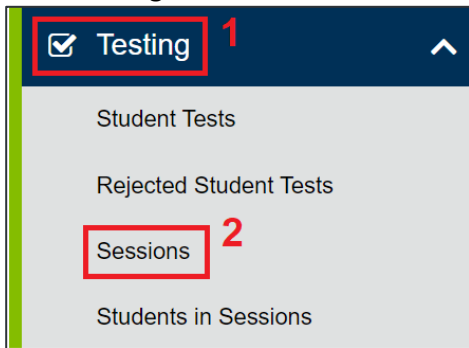 Testing 1
Student Tests
Rejected Student Tests
Sessions 2
Students in Sessions